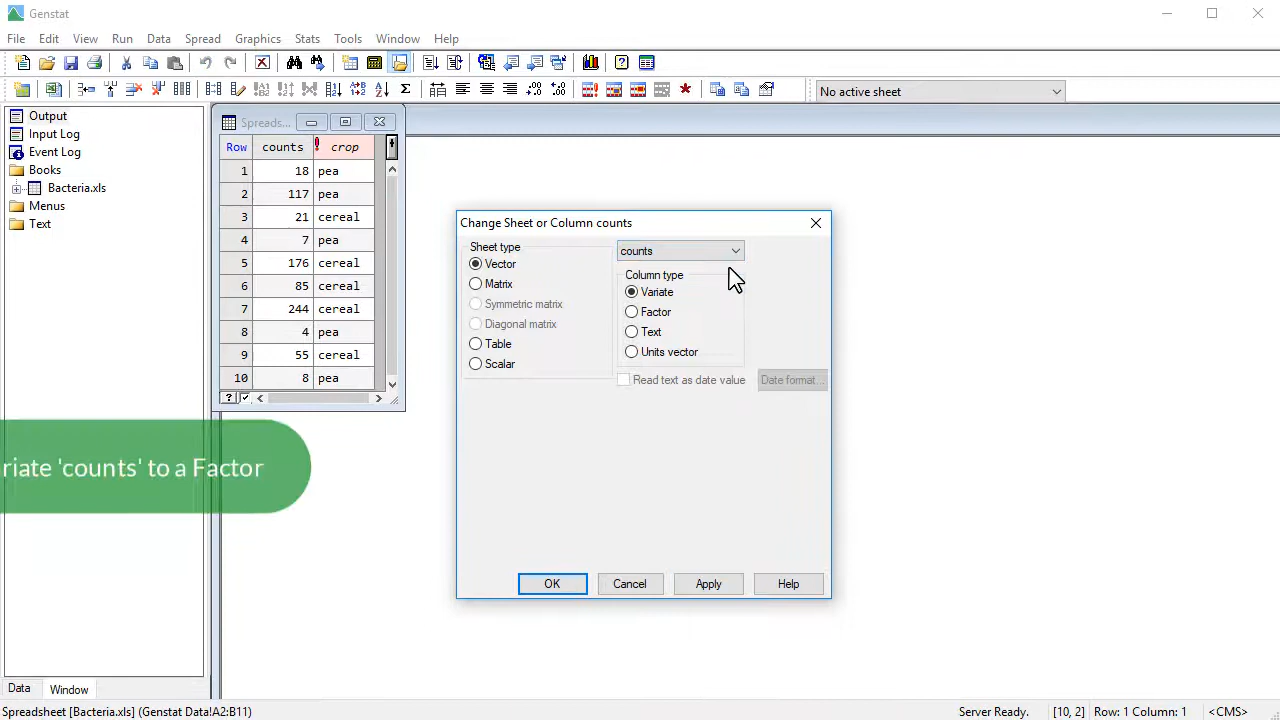 Genstat
File Edit View Run Data Spread Graphics Stats Tools Window Help
No active sheet
Output
Input Log
Event Log
Books
Bacteria.xls
Menus
Text
Spreads...
Row counts ! crop
1 18 pea
2 117 pea
3 21 cereal
4 7 pea
5 176 cereal
6 85 cereal
7 244 cereal
8 4 pea
9 55 cereal
10 8 pea
?
Change Sheet or Column counts
Sheet type
Vector
Matrix
Symmetric matrix
Diagonal matrix
Table
Scalar
counts
Column type
Variate
Factor
Text
Units vector
Read text as date value
Date format...
OK Cancel Apply Help
riate 'counts' to a Factor
Data Window
Spreadsheet [Bacteria.xls] (Genstat Data!A2:B11) Server Ready. [10, 2] Row: 1 Column: 1 <CMS>